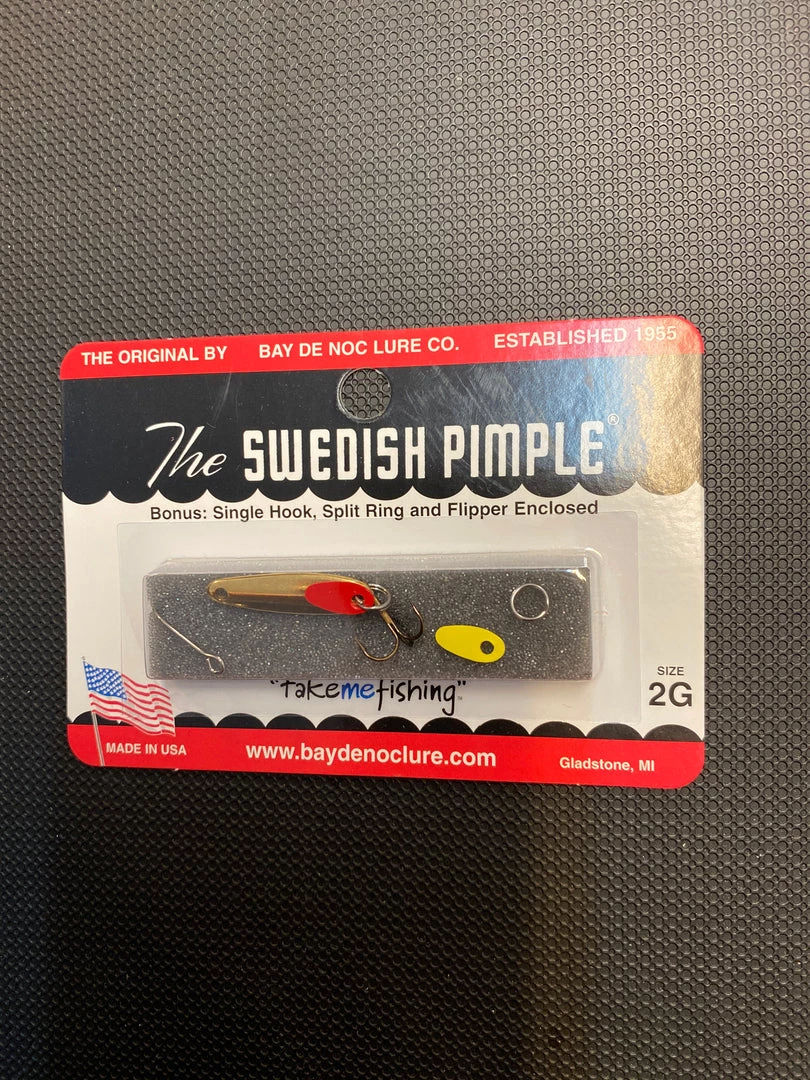 THE ORIGINAL BY BAY DE NOC LURE CO. ESTABLISHED 1955
The SWEDISH PIMPLE®
Bonus: Single Hook, Split Ring and Flipper Enclosed
"takemefishing"
SIZE
2G
MADE IN USA www.baydenoclure.com Gladstone, MI